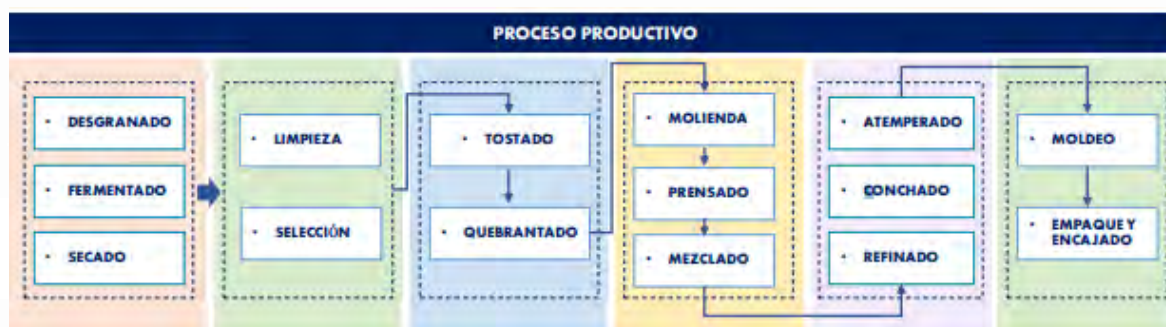 PROCESO PRODUCTIVO
• DESGRANADO
• FERMENTADO
• SECADO
• LIMPIEZA
• SELECCIÓN
• TOSTADO
• QUEBRANTADO
• MOLIENDA
• PRENSADO
• MEZCLADO
• ATEMPERADO
• CONCHADO
• REFINADO
• MOLDEO
• EMPAQUE Y
ENCAJADO